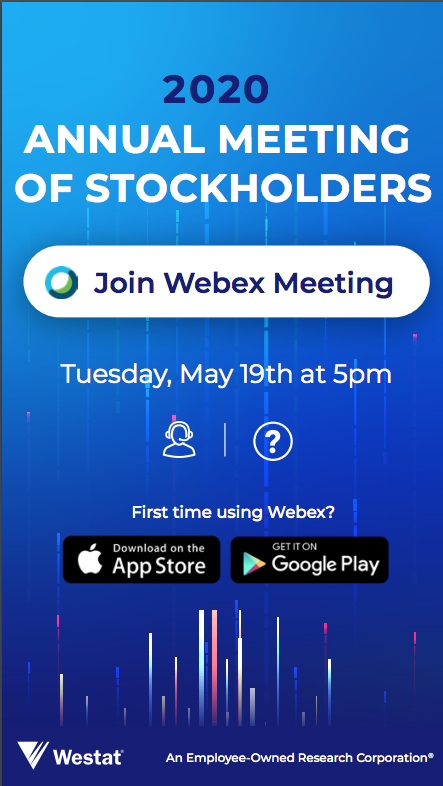 2020
ANNUAL MEETING
OF STOCKHOLDERS
Join Webex Meeting
Tuesday, May 19th at 5pm
?
First time using Webex?
Download on the
App Store
GET IT ON
Google Play
Westat®
An Employee-Owned Research Corporation®